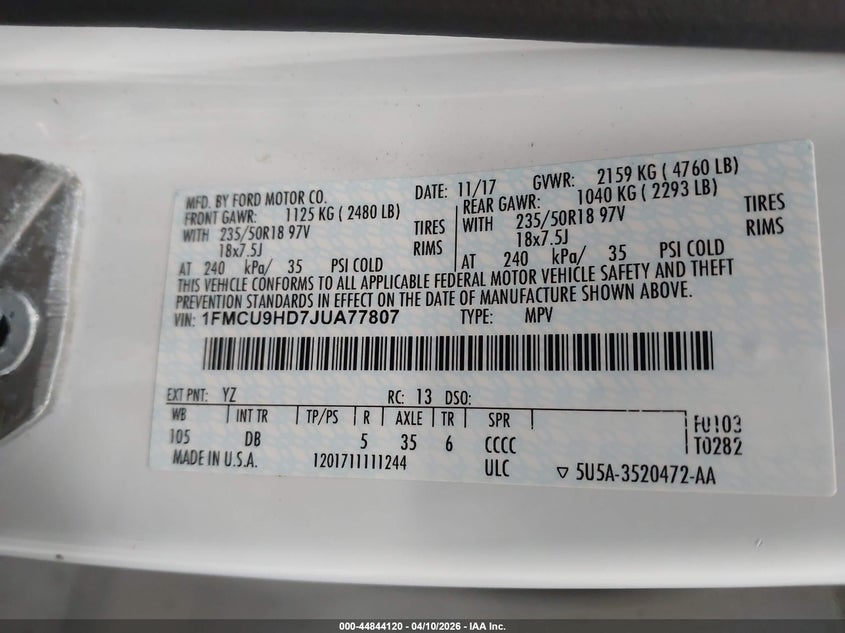 MFD. BY FORD MOTOR CO. DATE: 11/17 GVWR: 2159 KG ( 4760 LB)
FRONT GAWR: 1125 KG ( 2480 LB) REAR GAWR: 1040 KG ( 2293 LB)
WITH 235/50R18 97V TIRES WITH 235/50R18 97V TIRES
18x7.5J RIMS 18x7.5J RIMS
AT 240 kPa/ 35 PSI COLD AT 240 kPa/ 35 PSI COLD
THIS VEHICLE CONFORMS TO ALL APPLICABLE FEDERAL MOTOR VEHICLE SAFETY AND THEFT
PREVENTION STANDARDS IN EFFECT ON THE DATE OF MANUFACTURE SHOWN ABOVE.
VIN: 1FMCU9HD7JUA77807 TYPE: MPV
EXT PNT: YZ RC: 13 DSO:
WB INT TR TP/PS R AXLE TR SPR F0103
105 DB 5 35 6 CCCC T0282
MADE IN U.S.A. 1201711111244 ULC ▽ 5U5A-3520472-AA
000-44844120 - 04/10/2026 - IAA Inc.